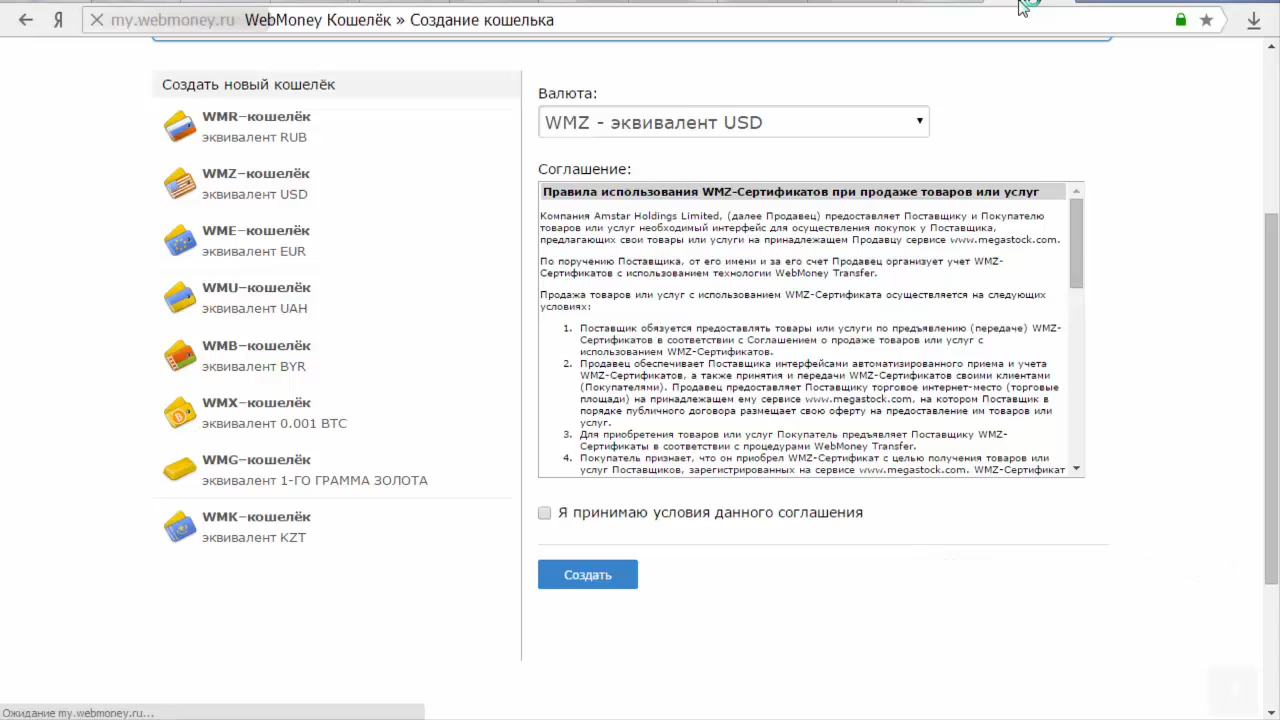 my.webmoney.ru WebMoney Кошелёк » Создание кошелька
Создать новый кошелёк
WMR–кошелёк
эквивалент RUB
WMZ–кошелёк
эквивалент USD
WME–кошелёк
эквивалент EUR
WMU–кошелёк
эквивалент UAH
WMB–кошелёк
эквивалент BYR
WMX–кошелёк
эквивалент 0.001 BTC
WMG–кошелёк
эквивалент 1-ГО ГРАММА ЗОЛОТА
WMK–кошелёк
эквивалент KZT
Валюта:
WMZ - эквивалент USD
Соглашение:
Правила использования WMZ-Сертификатов при продаже товаров или услуг
Компания Amstar Holdings Limited, (далее Продавец) предоставляет Поставщику и Покупателю
товаров или услуг необходимый интерфейс для осуществления покупок у Поставщика,
предлагающих свои товары или услуги на принадлежащем Продавцу сервисе www.megastock.com.
По поручению Поставщика, от его имени и за его счет Продавец организует учет WMZ-
Сертификатов с использованием технологии WebMoney Transfer.
Продажа товаров или услуг с использованием WMZ-Сертификата осуществляется на следующих
условиях:
1. Поставщик обязуется предоставлять товары или услуги по предъявлению (передаче) WMZ-
Сертификатов в соответствии с Соглашением о продаже товаров или услуг с
использованием WMZ-Сертификатов.
2. Продавец обеспечивает Поставщика интерфейсами автоматизированного приема и учета
WMZ-Сертификатов, а также принятия и передачи WMZ-Сертификатов своими клиентами
(Покупателями). Продавец предоставляет Поставщику торговое интернет-место (торговые
площади) на принадлежащем ему сервисе www.megastock.com, на котором Поставщик в
порядке публичного договора размещает свою оферту на предоставление им товаров или
услуг.
3. Для приобретения товаров или услуг Покупатель предъявляет Поставщику WMZ-
Сертификаты в соответствии с процедурами WebMoney Transfer.
4. Покупатель признает, что он приобрел WMZ-Сертификат с целью получения товаров или
услуг Поставщиков, зарегистрированных на сервисе www.megastock.com. WMZ-Сертификат
Я принимаю условия данного соглашения
Создать
Ожидание my.webmoney.ru...